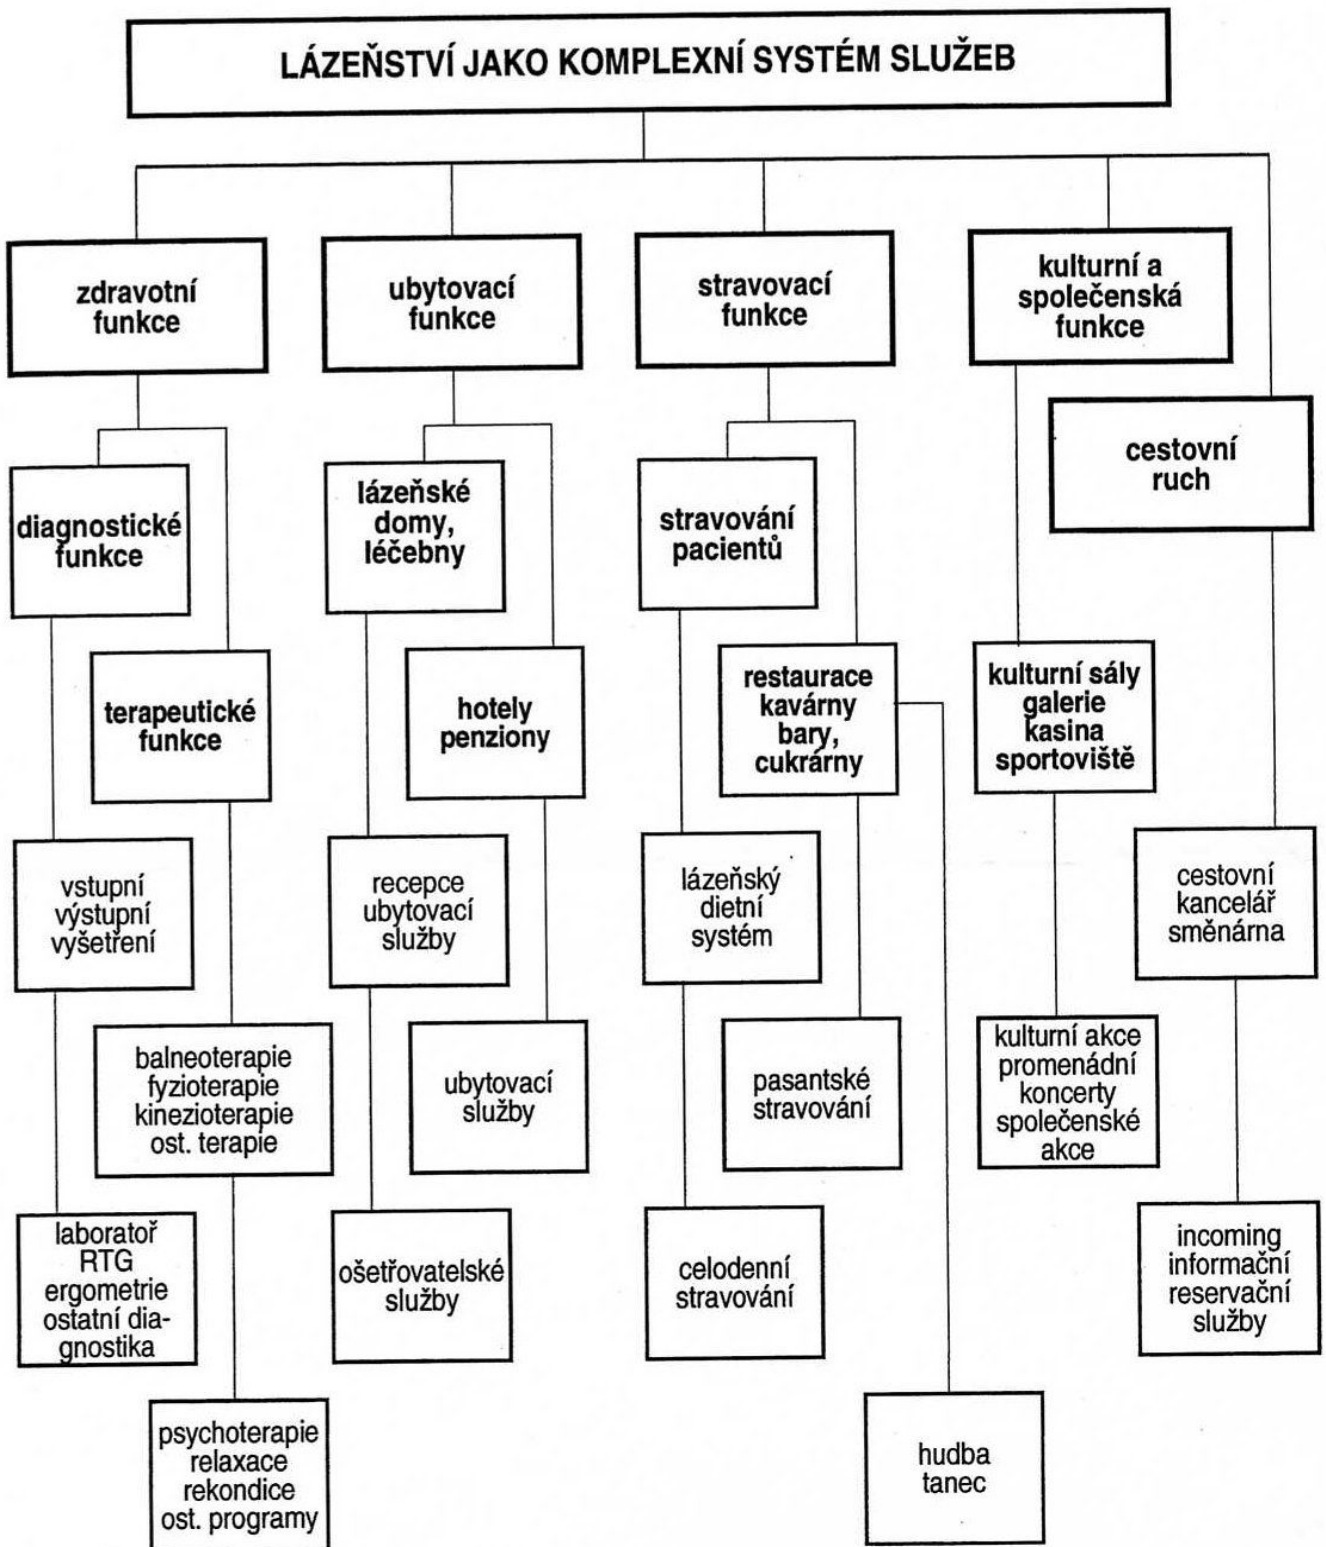 LÁZEŇSTVÍ JAKO KOMPLEXNÍ SYSTÉM SLUŽEB
zdravotní
funkce
ubytovací
funkce
stravovací
funkce
kulturní a
společenská
funkce
cestovní
ruch
diagnostické
funkce
lázeňské
domy,
léčebny
stravování
pacientů
terapeutické
funkce
hotely
penziony
restaurace
kavárny
bary,
cukrárny
kulturní sály
galerie
kasina
sportoviště
vstupní
výstupní
vyšetření
recepce
ubytovací
služby
lázeňský
dietní
systém
cestovní
kancelář
směnárna
balneoterapie
fyzioterapie
kinezioterapie
ost. terapie
ubytovací
služby
pasantské
stravování
kulturní akce
promenádní
koncerty
společenské
akce
laboratoř
RTG
ergometrie
ostatní dia-
gnostika
ošetřovatelské
služby
celodenní
stravování
incoming
informační
reservační
služby
psychoterapie
relaxace
rekondice
ost. programy
hudba
tanec